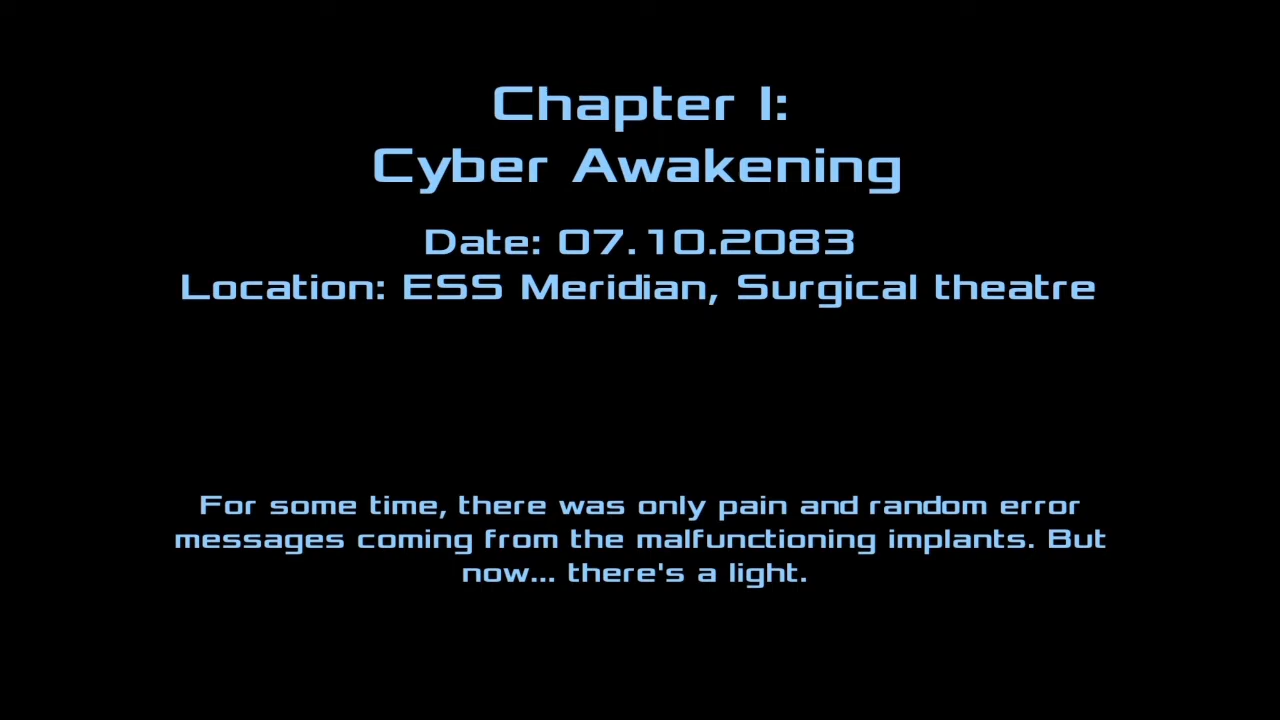 Chapter I:
Cyber Awakening
Date: 07.10.2083
Location: ESS Meridian, Surgical theatre
For some time, there was only pain and random error
messages coming from the malfunctioning implants. But
now... there's a light.